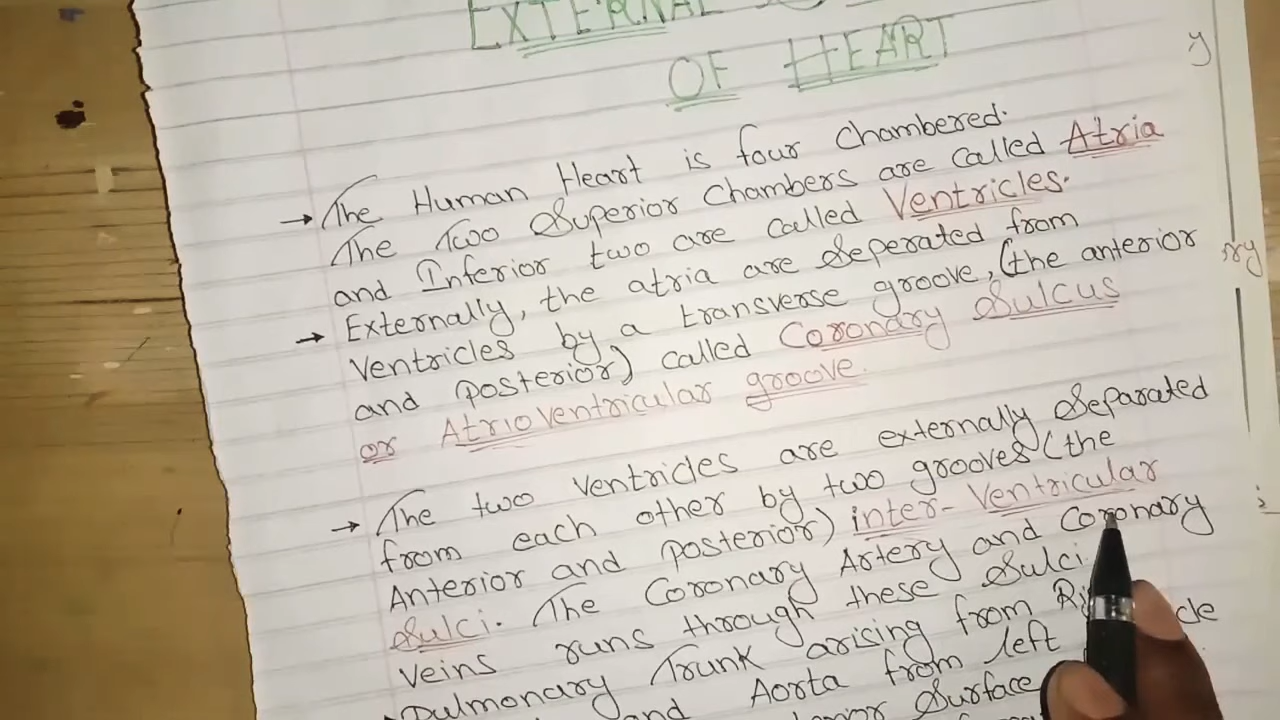 EXTERNAL
OF HEART
→ The Human Heart is four Chambered.
The Two Superior Chambers are called Atria
and Inferior two are called Ventricles.
→ Externally, the atria are Seperated from
Ventricles by a transverse groove, (the anterior
and posterior) called Coronary Sulcus
or Atrioventricular groove.
→ The two Ventricles are externally Separated
from each other by two grooves (the
Anterior and posterior) inter-Ventricular
Sulci. The Coronary Artery and Coronary
Veins runs through these Sulci.
Pulmonary Trunk arising from
and Aorta from left
Surface
y
ry